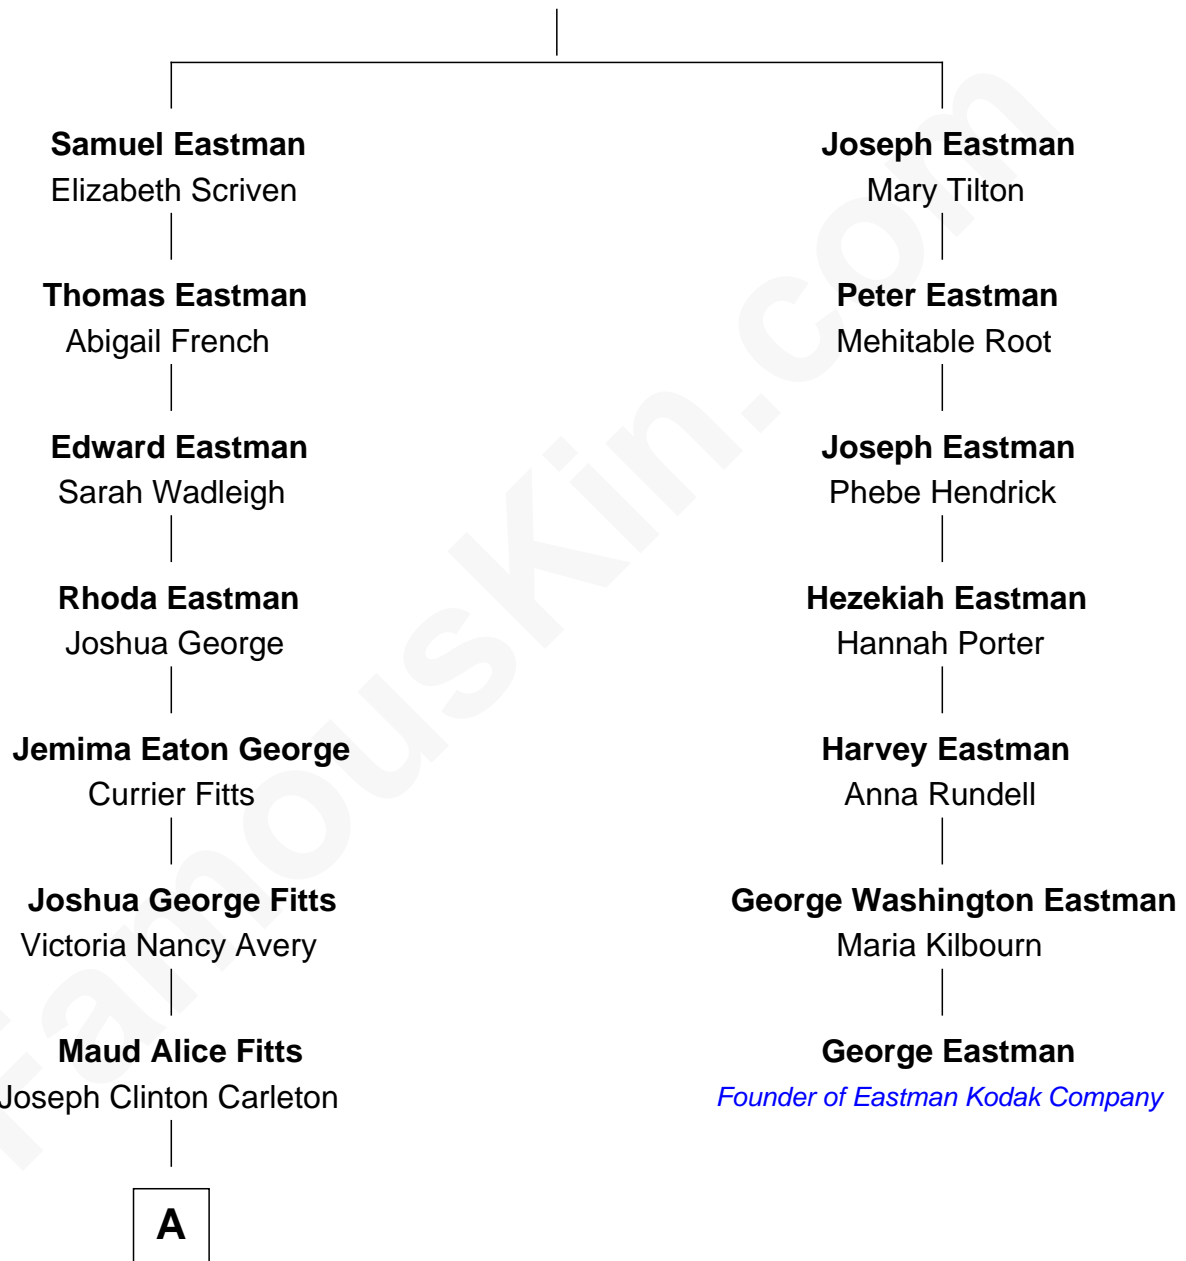 Samuel Eastman
Elizabeth Scriven
Joseph Eastman
Mary Tilton
Thomas Eastman
Abigail French
Peter Eastman
Mehitable Root
Edward Eastman
Sarah Wadleigh
Joseph Eastman
Phebe Hendrick
Rhoda Eastman
Joshua George
Hezekiah Eastman
Hannah Porter
Jemima Eaton George
Currier Fitts
Harvey Eastman
Anna Rundell
Joshua George Fitts
Victoria Nancy Avery
George Washington Eastman
Maria Kilbourn
Maud Alice Fitts
Joseph Clinton Carleton
George Eastman
Founder of Eastman Kodak Company
A
FamousKin.com